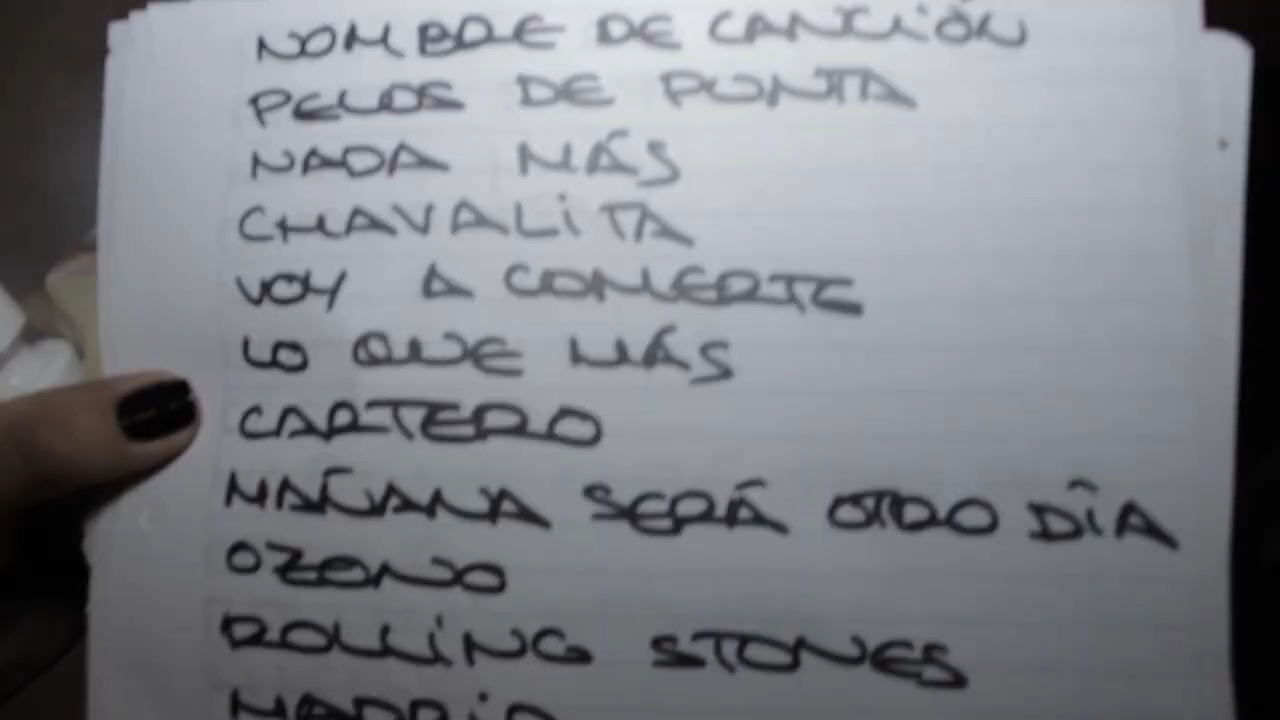 NOMBRE DE CANCIÓN
PELOS DE PUNTA
NADA MÁS
CHAVALiTA
VOY A COMERTE
LO QUE MÁS
CARTERO
MAÑANA SERÁ OTRO DÍA
OZONO
ROLLiNG STONES
MADRiD